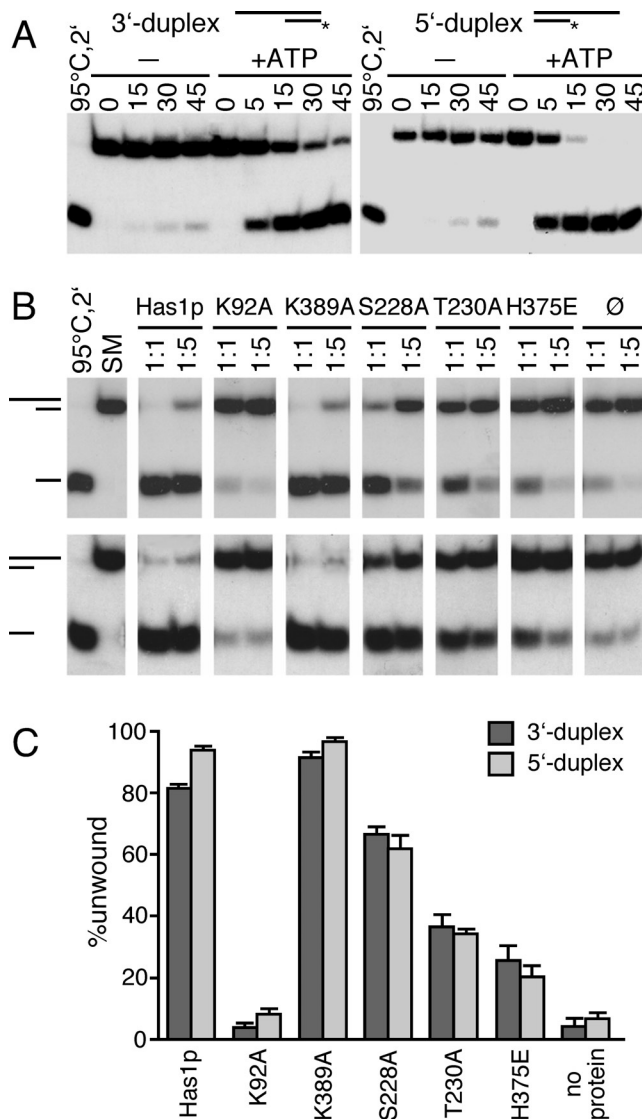 A
3‘-duplex
*
5‘-duplex
*
95°C,2‘
–
+ATP
95°C,2‘
–
+ATP
0 15 30 45 0 5 15 30 45
0 15 30 45 0 5 15 30 45
B
95°C,2‘
SM
Has1p K92A K389A S228A T230A H375E Ø
1:1 1:5 1:1 1:5 1:1 1:5 1:1 1:5 1:1 1:5 1:1 1:5 1:1 1:5
C
3‘-duplex
5‘-duplex
%unwound
100
80
60
40
20
0
Has1p
K92A
K389A
S228A
T230A
H375E
no
protein